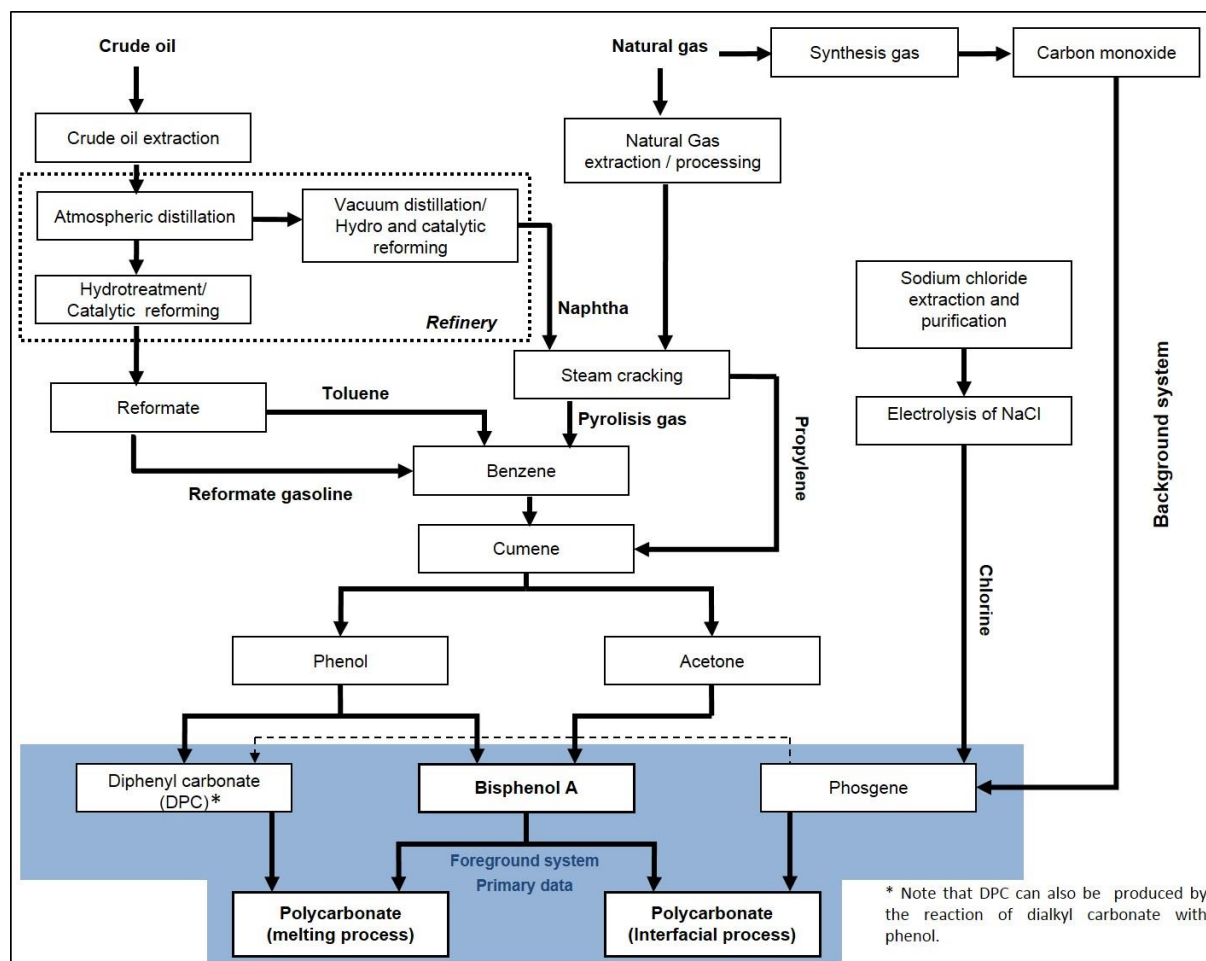 Crude oil
Natural gas
Synthesis gas
Carbon monoxide
Crude oil extraction
Natural Gas
extraction / processing
Atmospheric distillation
Vacuum distillation/
Hydro and catalytic
reforming
Hydrotreatment/
Catalytic reforming
Refinery
Naphtha
Sodium chloride
extraction and
purification
Steam cracking
Reformate
Toluene
Pyrolisis gas
Propylene
Electrolysis of NaCl
Background system
Benzene
Reformate gasoline
Cumene
Chlorine
Phenol
Acetone
Diphenyl carbonate
(DPC)*
Bisphenol A
Phosgene
Foreground system
Primary data
Polycarbonate
(melting process)
Polycarbonate
(Interfacial process)
* Note that DPC can also be produced by
the reaction of dialkyl carbonate with
phenol.